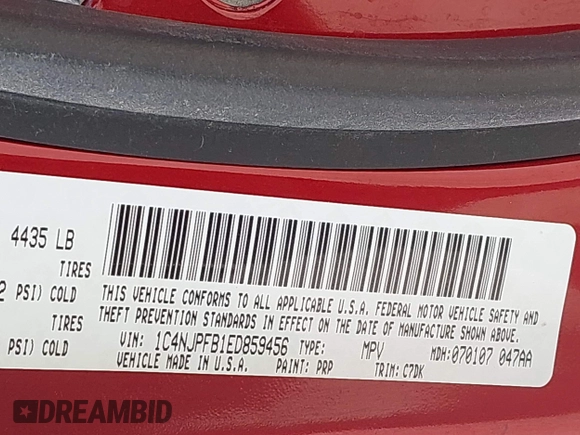 4435 LB
TIRES
PSI) COLD
TIRES
PSI) COLD
THIS VEHICLE CONFORMS TO ALL APPLICABLE U.S.A. FEDERAL MOTOR VEHICLE SAFETY AND
THEFT PREVENTION STANDARDS IN EFFECT ON THE DATE OF MANUFACTURE SHOWN ABOVE.
VIN: 1C4NJPFB1ED859456 TYPE: MPV MDH:070107 047AA
VEHICLE MADE IN U.S.A. PAINT: PRP TRIM: C7DK
DREAMBID